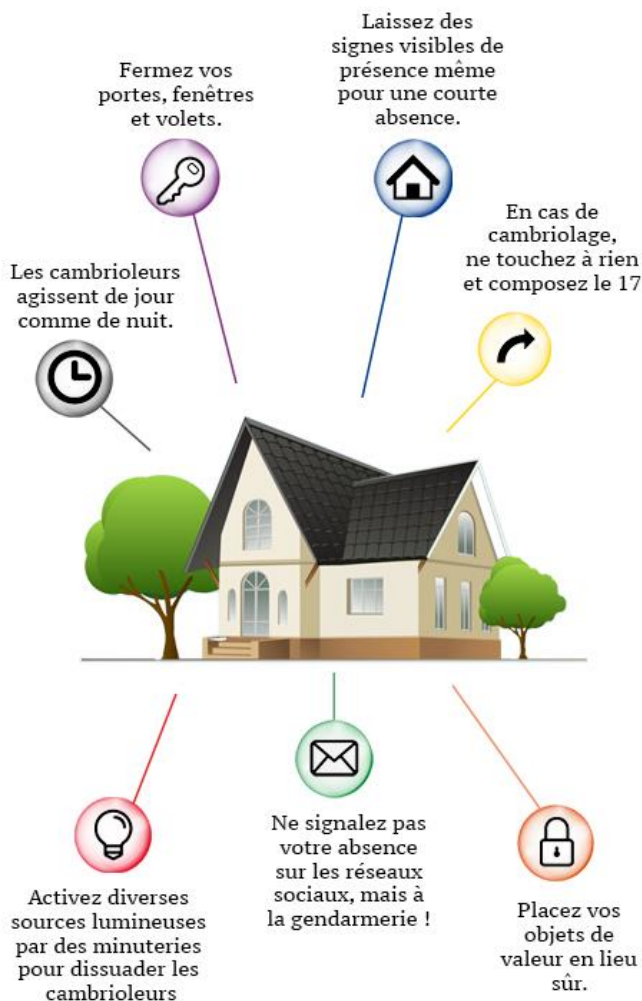 Laissez des
signes visibles de
présence même
pour une courte
absence.
Fermez vos
portes, fenêtres
et volets.
En cas de
cambriolage,
ne touchez à rien
et composez le 17
Les cambrioleurs
agissent de jour
comme de nuit.
Activez diverses
sources lumineuses
par des minuteries
pour dissuader les
cambrioleurs
Ne signalez pas
votre absence
sur les réseaux
sociaux, mais à
la gendarmerie !
Placez vos
objets de
valeur en lieu
sûr.